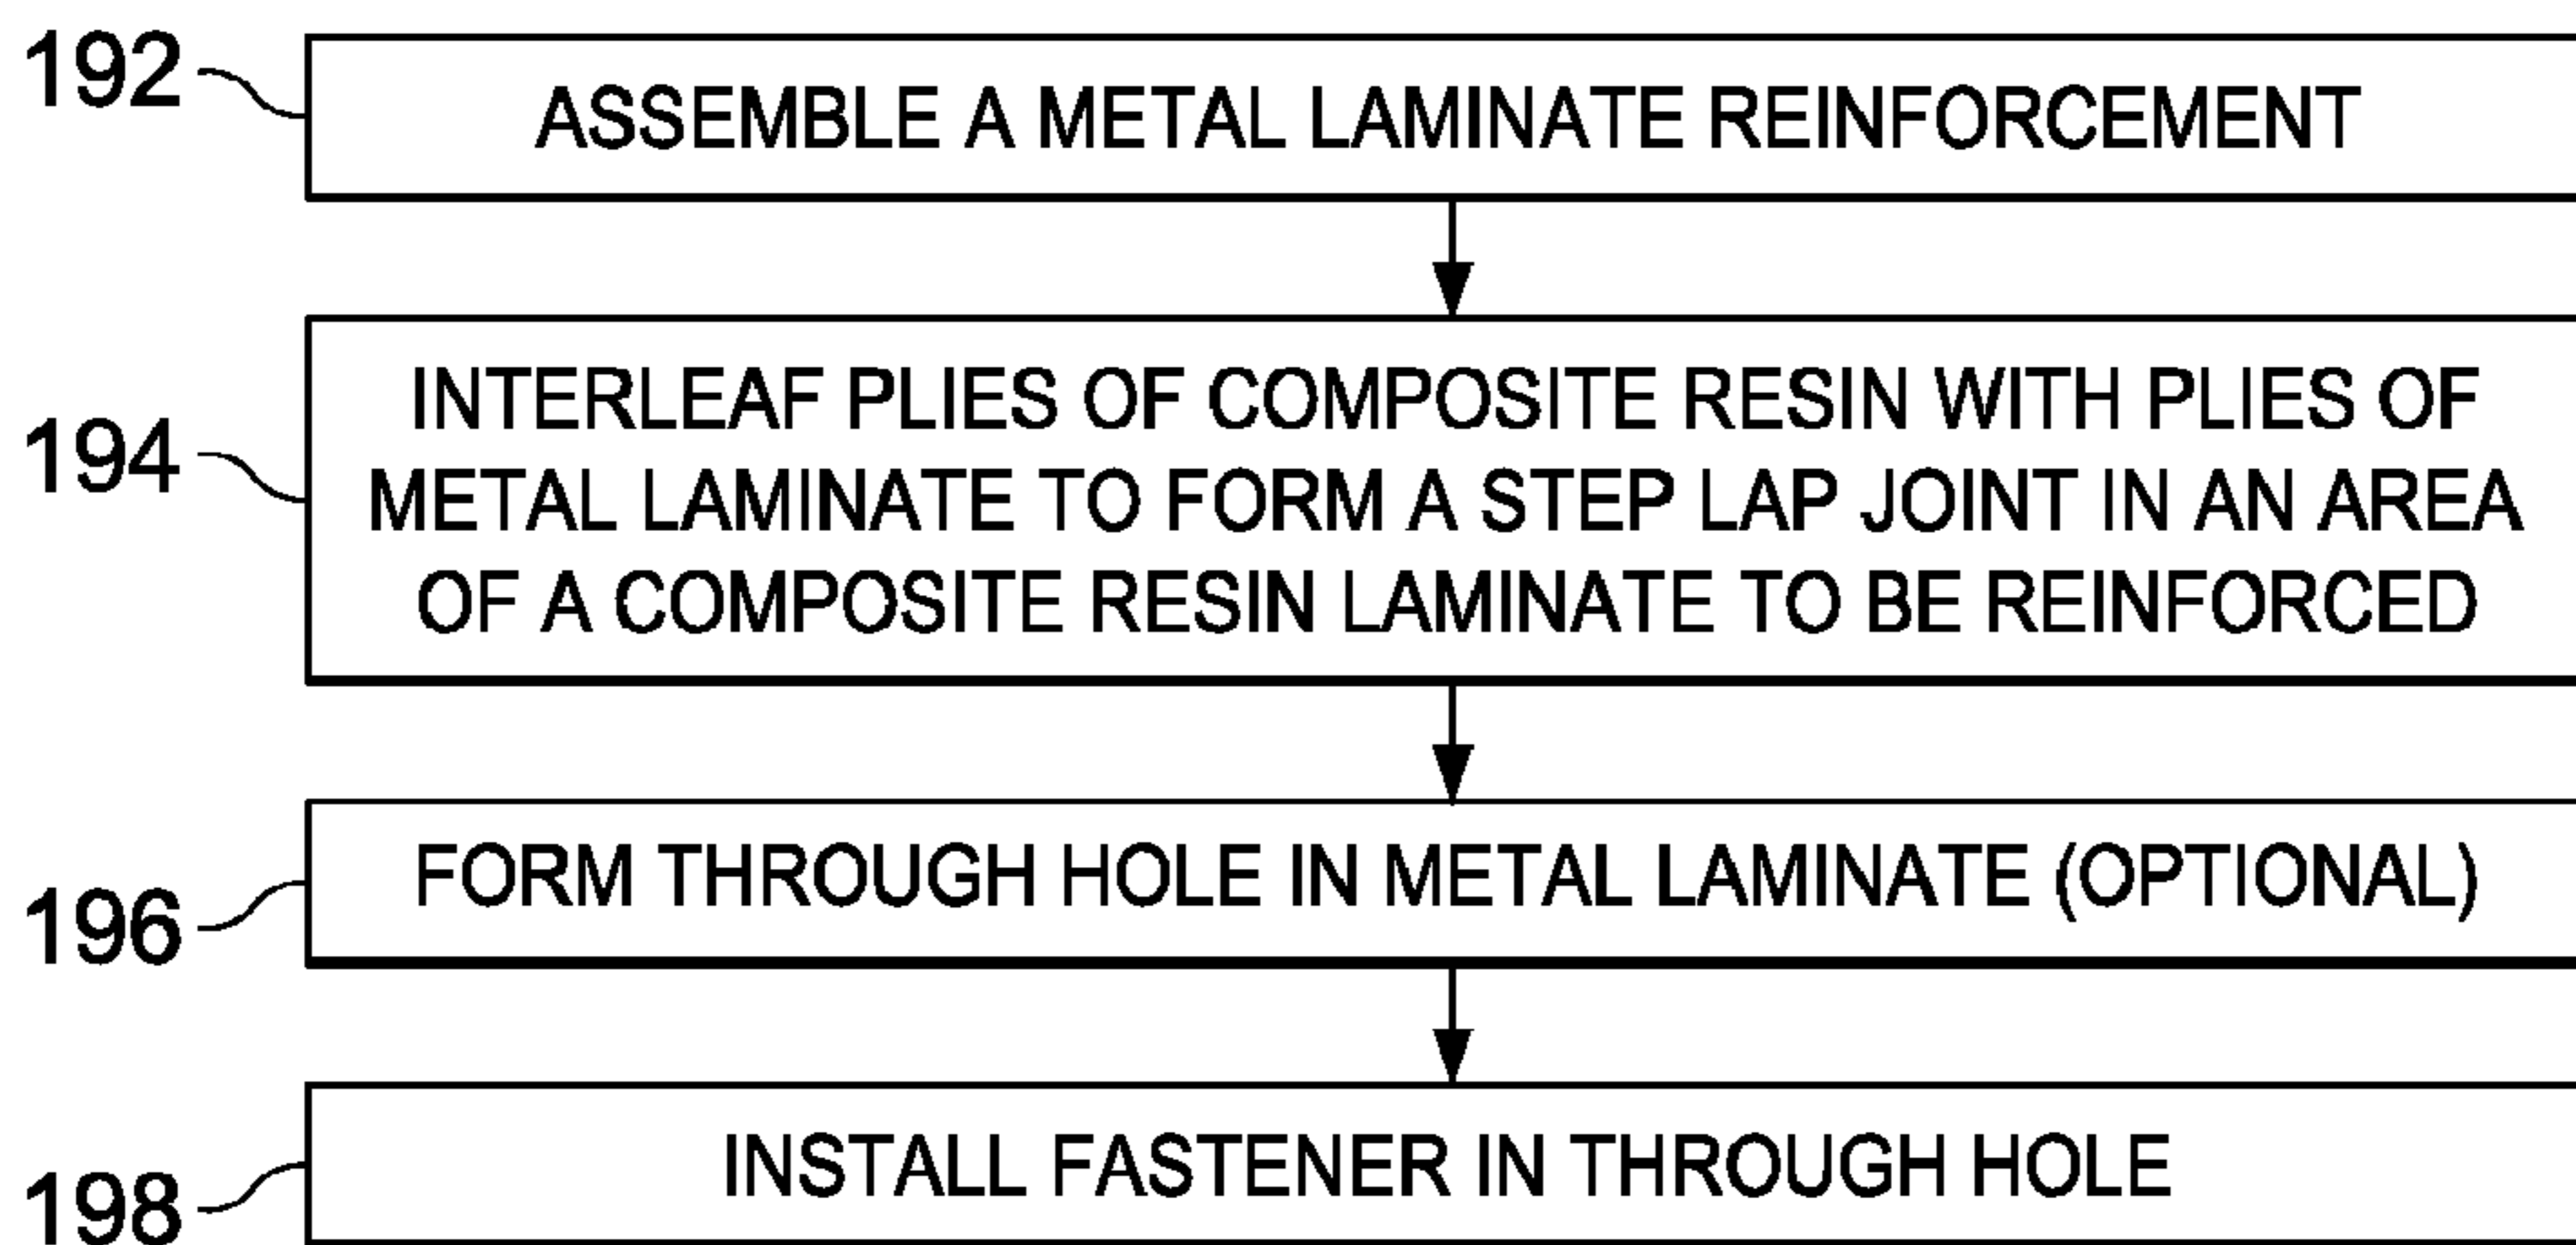 192
ASSEMBLE A METAL LAMINATE REINFORCEMENT
194
INTERLEAF PLIES OF COMPOSITE RESIN WITH PLIES OF
METAL LAMINATE TO FORM A STEP LAP JOINT IN AN AREA
OF A COMPOSITE RESIN LAMINATE TO BE REINFORCED
196
FORM THROUGH HOLE IN METAL LAMINATE (OPTIONAL)
198
INSTALL FASTENER IN THROUGH HOLE